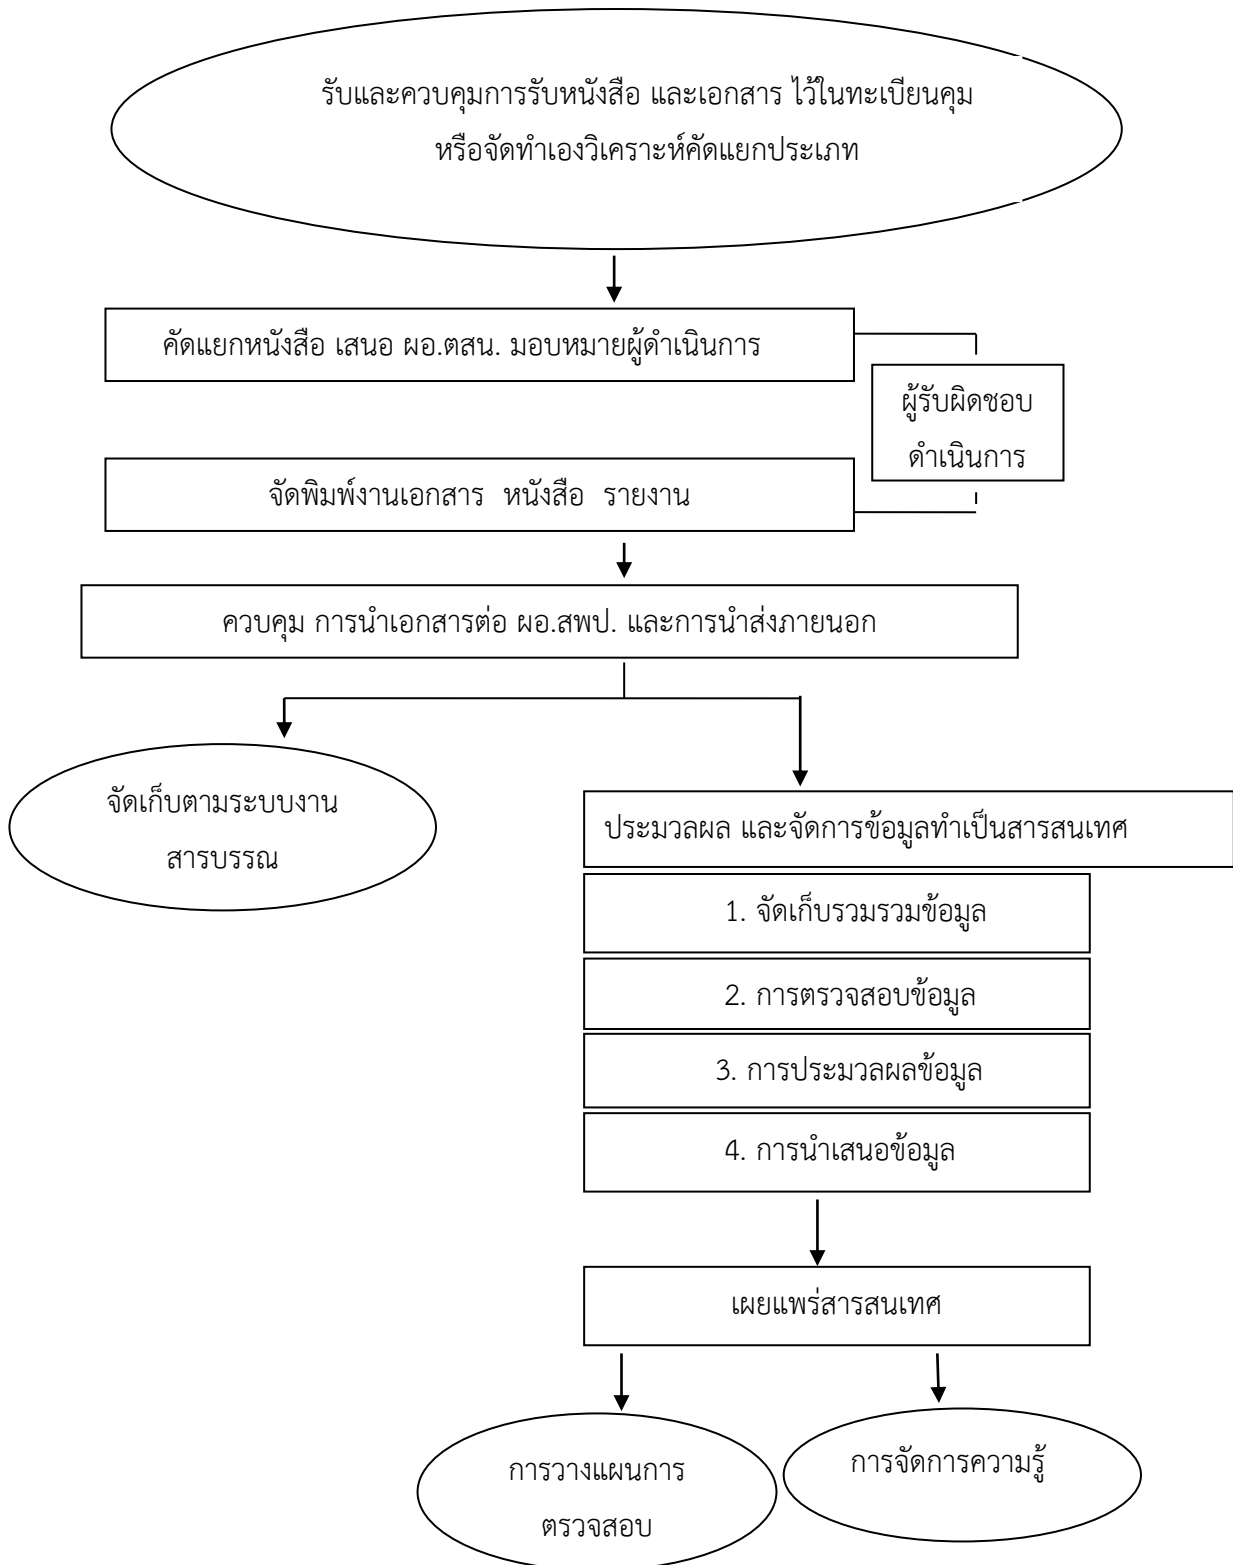 รับและควบคุมการรับหนังสือ และเอกสาร ไว้ในทะเบียนคุม
หรือจัดทำเองวิเคราะห์คัดแยกประเภท
คัดแยกหนังสือ เสนอ ผอ.ตสน. มอบหมายผู้ดำเนินการ
ผู้รับผิดชอบ
ดำเนินการ
จัดพิมพ์งานเอกสาร หนังสือ รายงาน
ควบคุม การนำเอกสารต่อ ผอ.สพป. และการนำส่งภายนอก
จัดเก็บตามระบบงาน
สารบรรณ
ประมวลผล และจัดการข้อมูลทำเป็นสารสนเทศ
1. จัดเก็บรวมรวมข้อมูล
2. การตรวจสอบข้อมูล
3. การประมวลผลข้อมูล
4. การนำเสนอข้อมูล
เผยแพร่สารสนเทศ
การวางแผนการ
ตรวจสอบ
การจัดการความรู้